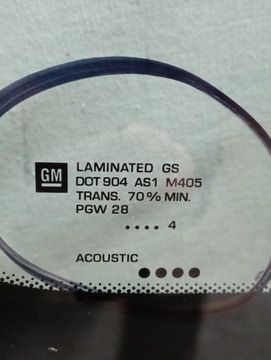 GM
LAMINATED GS
DOT 904 AS1 M405
TRANS. 70% MIN.
PGW 28
.... 4
ACOUSTIC